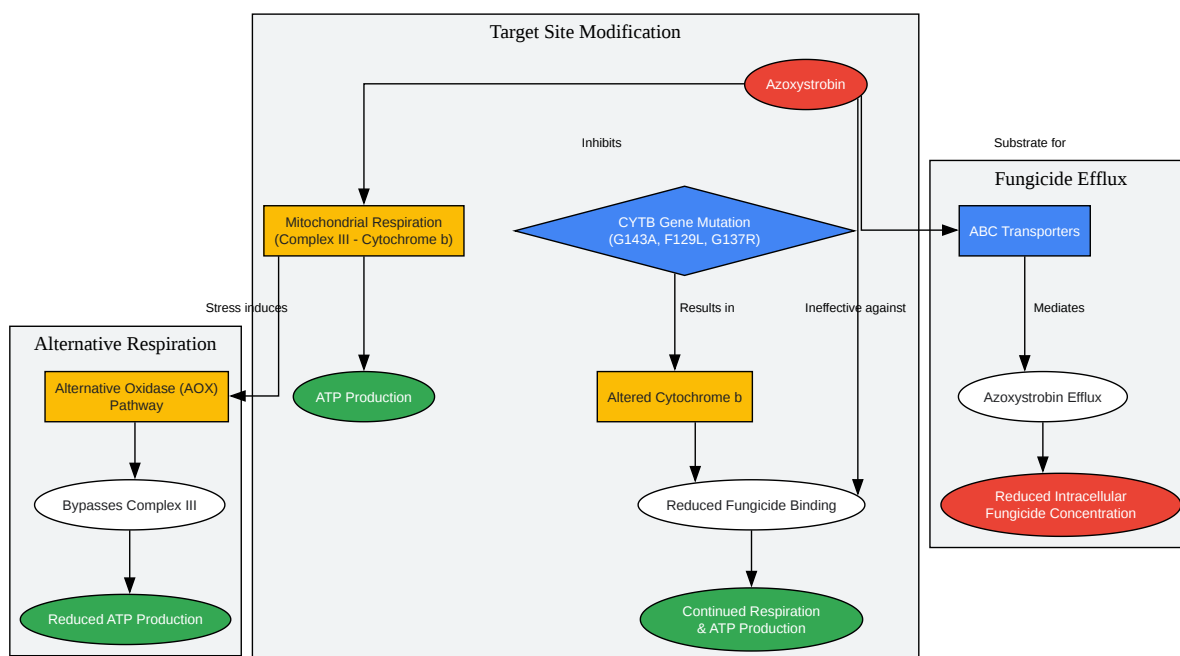 Target Site Modification
Azoxystrobin
Inhibits
Substrate for
Fungicide Efflux
Mitochondrial Respiration
(Complex III - Cytochrome b)
CYTB Gene Mutation
(G143A, F129L, G137R)
ABC Transporters
Stress induces
Results in
Ineffective against
Mediates
Alternative Respiration
Alternative Oxidase (AOX)
Pathway
ATP Production
Altered Cytochrome b
Azoxystrobin Efflux
Bypasses Complex III
Reduced Fungicide Binding
Reduced Intracellular
Fungicide Concentration
Reduced ATP Production
Continued Respiration
& ATP Production